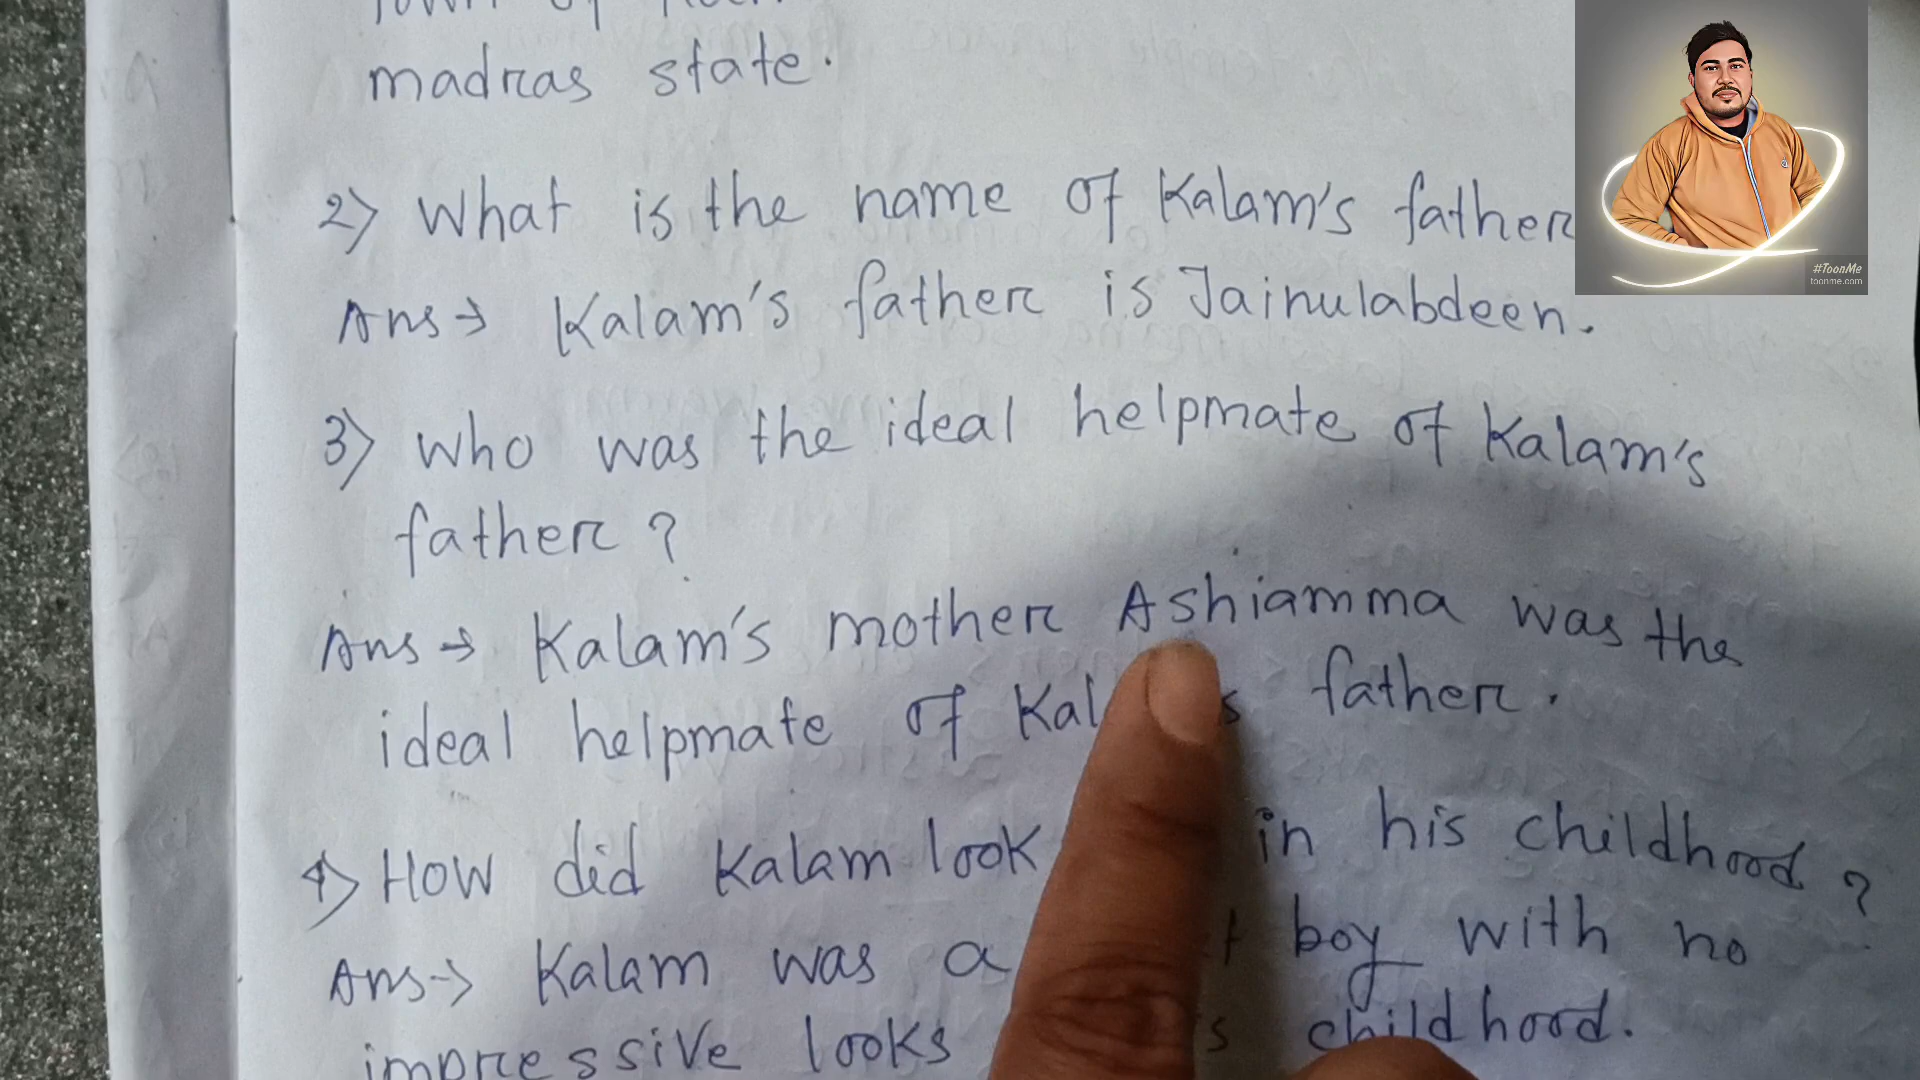 madras state.
2) What is the name of Kalam's father
Ans → Kalam's father is Jainulabdeen.
3) Who was the ideal helpmate of Kalam's
father?
Ans → Kalam's mother Ashiamma was the
ideal helpmate of father.
4) How did Kalam look in his childhood?
Ans → Kalam was a boy with no
impressive looks childhood.
#ToonMe
toonme.com